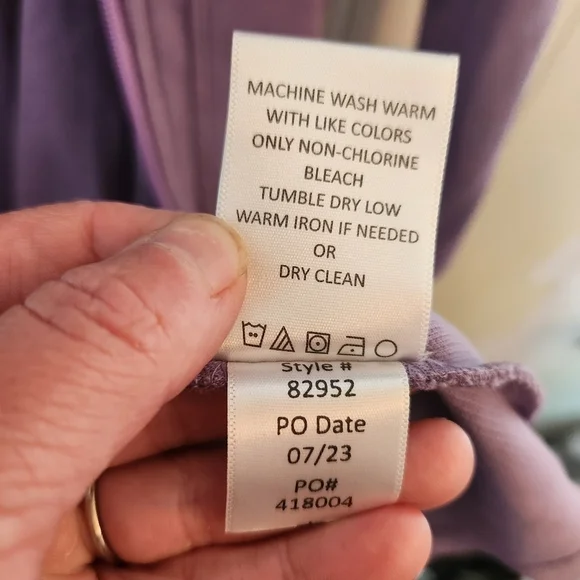 MACHINE WASH WARM
WITH LIKE COLORS
ONLY NON-CHLORINE
BLEACH
TUMBLE DRY LOW
WARM IRON IF NEEDED
OR
DRY CLEAN
Style #
82952
PO Date
07/23
PO#
418004